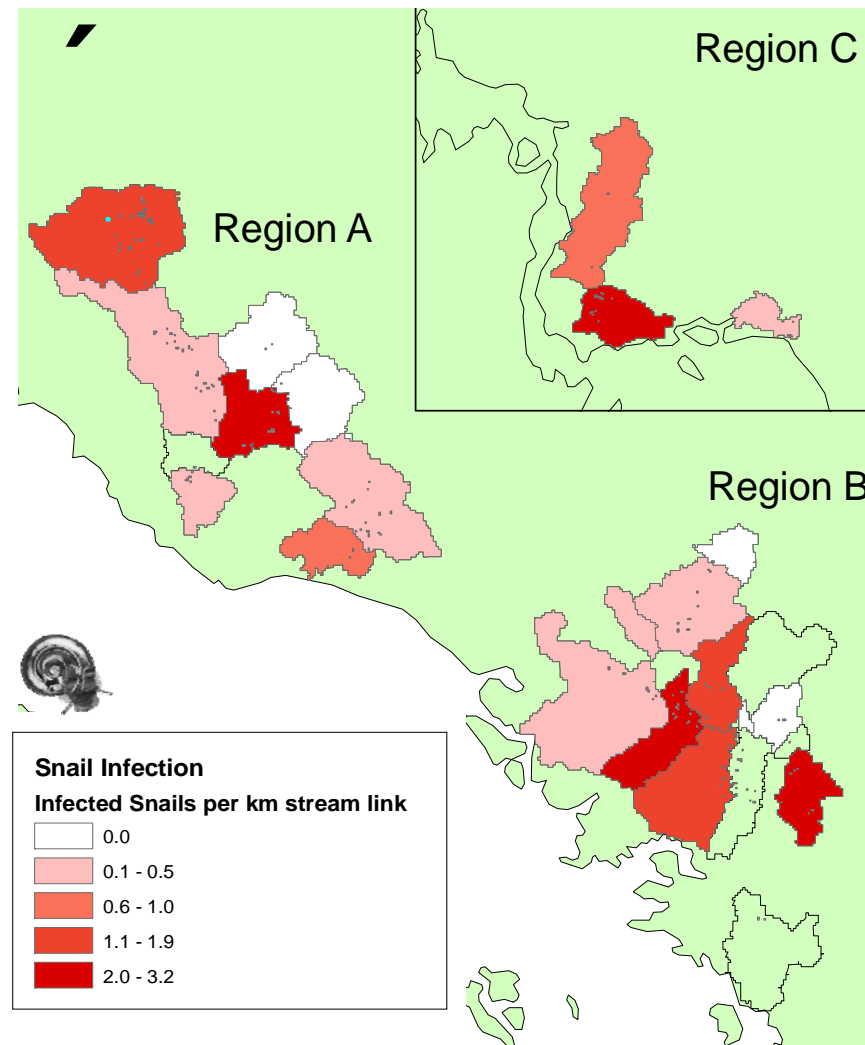 Region C
Region A
Region B
Snail Infection
Infected Snails per km stream link
0.0
0.1 - 0.5
0.6 - 1.0
1.1 - 1.9
2.0 - 3.2